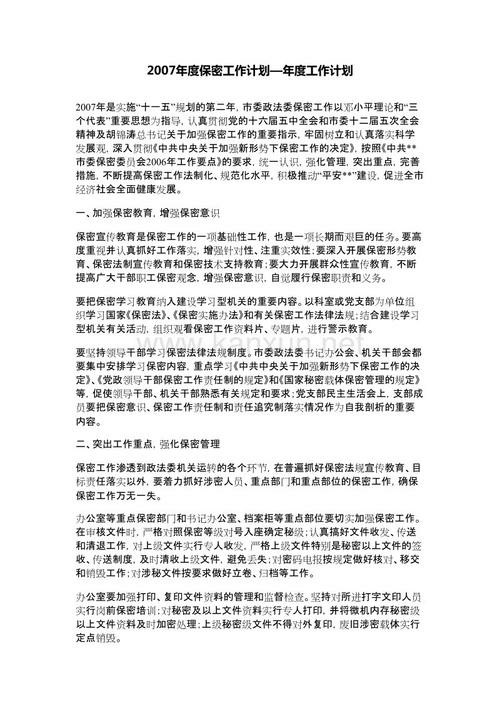 2007年度保密工作计划—年度工作计划
2007年是实施“十一五”规划的第二年，市委政法委保密工作以邓小平理论和“三
个代表”重要思想为指导，认真贯彻党的十六届五中全会和市委十二届五次全会
精神及胡锦涛总书记关于加强保密工作的重要指示，牢固树立和认真落实科学
发展观，深入贯彻《中共中央关于加强新形势下保密工作的决定》，按照《中共**
市委保密委员会2006年工作要点》的要求，统一认识，强化管理，突出重点，完善
措施，不断提高保密工作法制化、规范化水平，积极推动“平安**”建设，促进全市
经济社会全面健康发展。
一、加强保密教育，增强保密意识
保密宣传教育是保密工作的一项基础性工作，也是一项长期而艰巨的任务。要高
度重视并认真抓好工作落实，增强针对性、注重实效性；要深入开展保密形势教
育、保密法制宣传教育和保密技术支持教育；要大力开展群众性宣传教育，不断
提高广大干部职工保密观念，增强保密意识，自觉履行保密职责和义务。
要把保密学习教育纳入建设学习型机关的重要内容。以科室或党支部为单位组
织学习国家《保密法》、《保密实施办法》和有关保密工作法律法规；结合建设学习
型机关有关活动，组织观看保密工作资料片、专题片，进行警示教育。
要坚持领导干部学习保密法律法规制度。市委政法委书记办公会、机关干部会都
要集中安排学习保密内容，重点学习《中共中央关于加强新形势下保密工作的决
定》、《党政领导干部保密工作责任制的规定》和《国家秘密载体保密管理的规定》
等，促使领导干部、机关干部熟悉有关规定和要求；党支部民主生活会上，支部成
员要把保密意识、保密工作责任制和责任追究制落实情况作为自我剖析的重要
内容。
二、突出工作重点，强化保密管理
保密工作渗透到政法委机关运转的各个环节，在普遍抓好保密法规宣传教育、目
标责任落实以外，要着力抓好涉密人员、重点部门和重点部位的保密工作，确保
保密工作万无一失。
办公室等重点保密部门和书记办公室、档案柜等重点部位要切实加强保密工作。
在审核文件时，严格对照保密等级对号入座确定秘级；认真搞好文件收发、传送
和清退工作，对上级文件实行专人收发，严格上级文件特别是秘密以上文件的签
收、传送制度，及时清收上级文件，避免丢失；对密码电报按规定做好核对、移交
和销毁工作；对涉秘文件按要求做好立卷、归档等工作。
办公室要加强打印、复印文件资料的管理和监督检查。坚持对所进打字文印人员
实行岗前保密培训；对秘密及以上文件资料实行专人打印，并将微机内存秘密级
以上文件资料及时加密处理；上级秘密级文件不得对外复印，废旧涉密载体实行
定点销毁。
www.kanxun.net